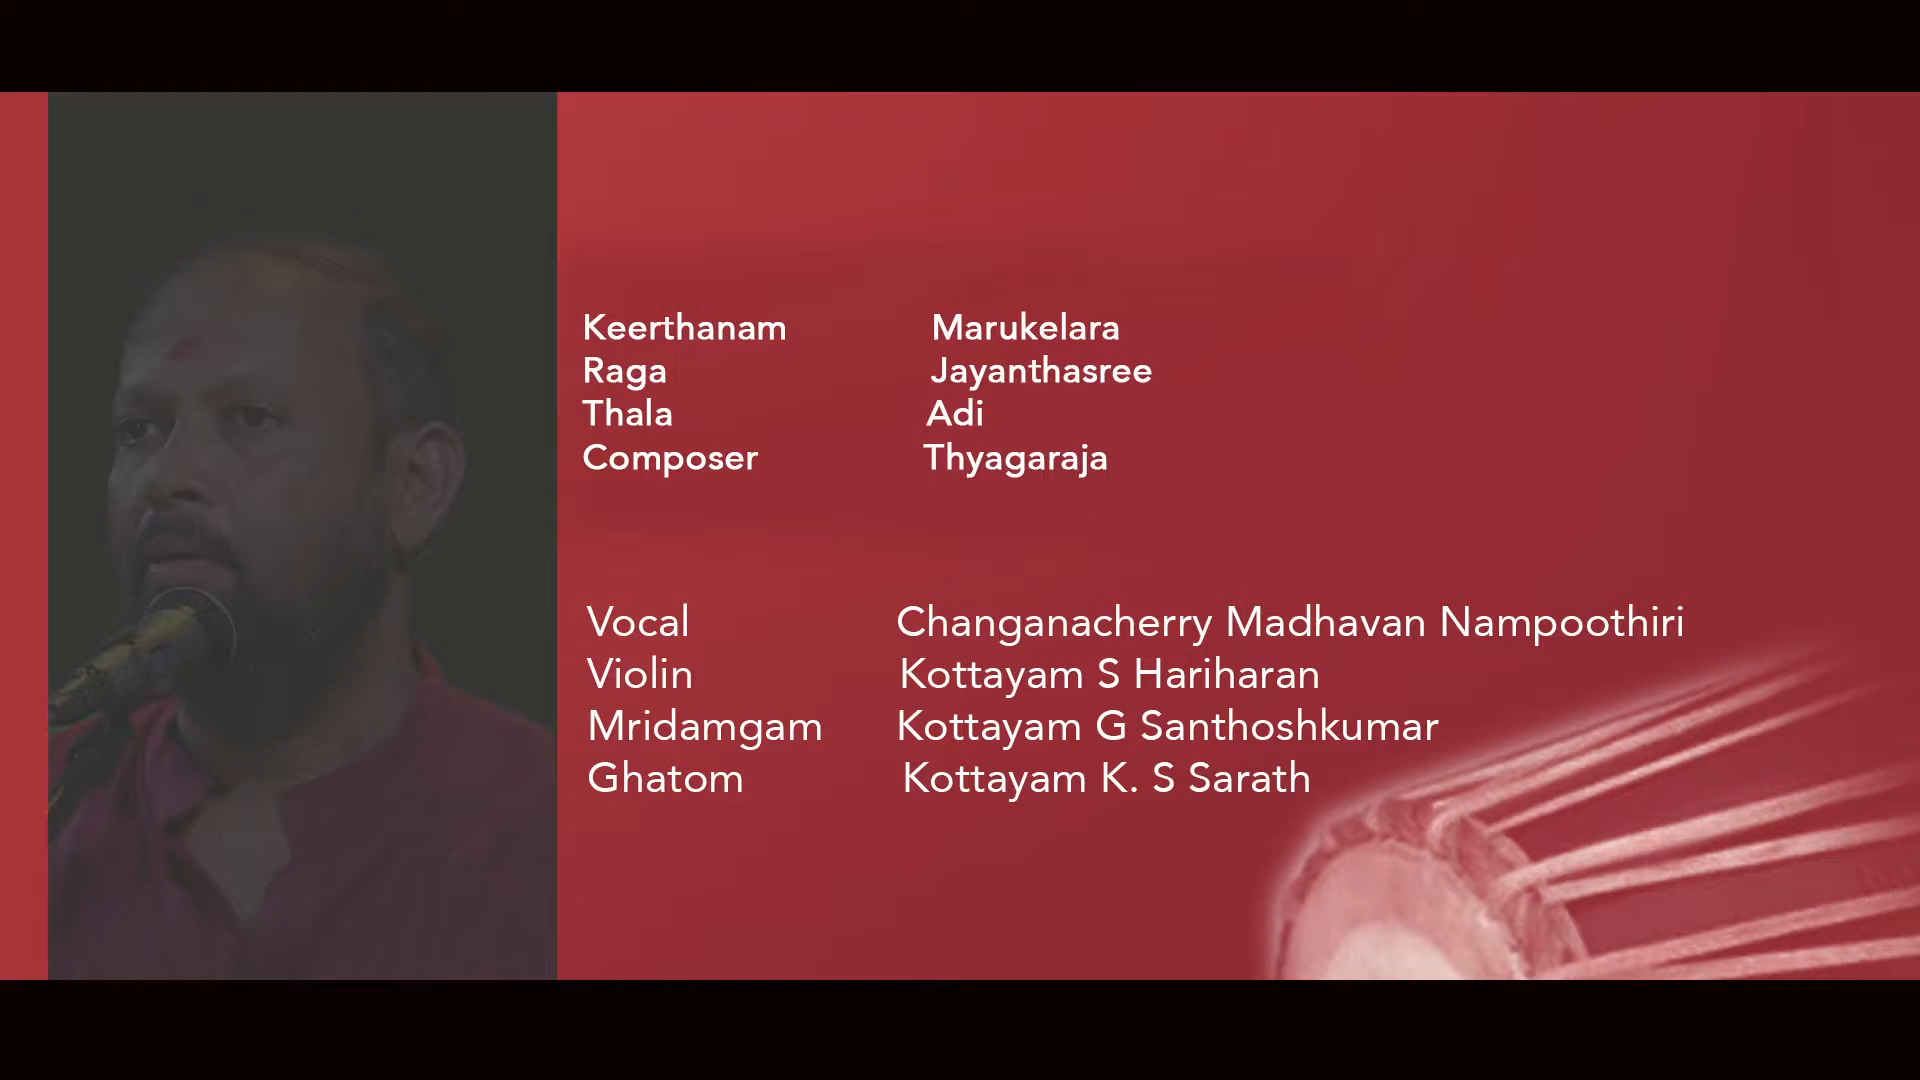 Keerthanam Marukelara
Raga Jayanthasree
Thala Adi
Composer Thyagaraja
Vocal Changanacherry Madhavan Nampoothiri
Violin Kottayam S Hariharan
Mridamgam Kottayam G Santhoshkumar
Ghatom Kottayam K. S Sarath